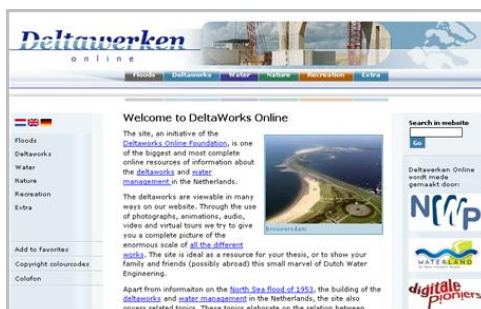 Deltawerken
online
Floods Deltaworks Water Nature Recreation Extra
Floods
Deltaworks
Water
Nature
Recreation
Extra
Add to favorites
Copyright colourcodes
Colofon
Welcome to DeltaWorks Online
The site, an initiative of the
Deltaworks Online Foundation, is one
of the biggest and most complete
online resources of information about
the deltaworks and water
management in the Netherlands.
The deltaworks are viewable in many
ways on our website. Through the use
of photographs, animations, audio,
video and virtual tours we try to give
you a complete picture of the
enormous scale of all the different
works. The site is ideal as a resource for your thesis, or to show your
family and friends (possibly abroad) this small marvel of Dutch Water
Engineering.
Apart from informaiton on the North Sea flood of 1953, the building of the
deltaworks and water management in the Netherlands, the site also
covers related topics. These topics elaborate on the relation between
Brouwersdam
Search in website
Go
Deltawerken Online
wordt mede
gemaakt door:
NWP
WATERLAND
digitale
pioniers